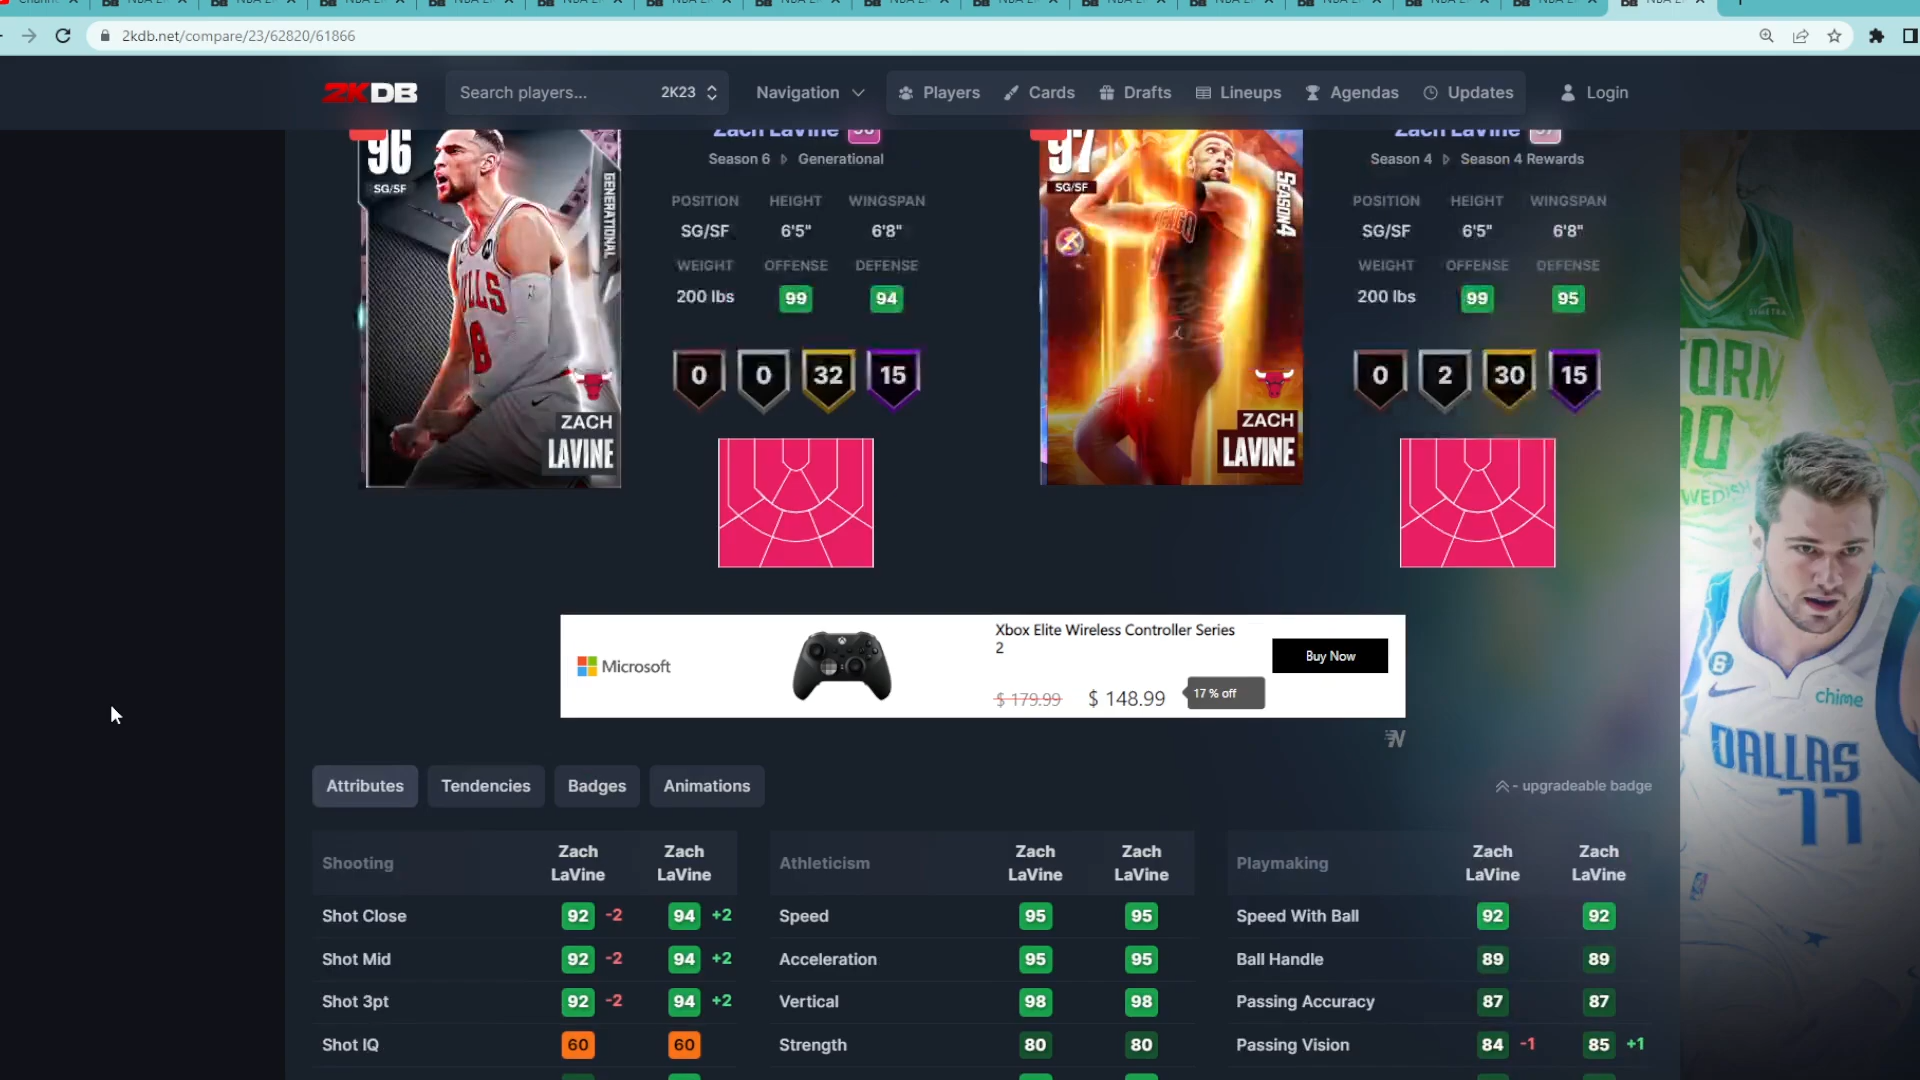 2kdb.net/compare/23/62820/61866
2KDB
Search players...
2K23
Navigation
Players
Cards
Drafts
Lineups
Agendas
Updates
Login
96
SG/SF
GENERATIONAL
BULLS
8
ZACH
LAVINE
Zach LaVine
Season 6
Generational
POSITION HEIGHT WINGSPAN
SG/SF 6'5" 6'8"
WEIGHT OFFENSE DEFENSE
200 lbs 99 94
0 0 32 15
97
SG/SF
SEASON 4
ZACH
LAVINE
Zach LaVine
Season 4
Season 4 Rewards
POSITION HEIGHT WINGSPAN
SG/SF 6'5" 6'8"
WEIGHT OFFENSE DEFENSE
200 lbs 99 95
0 2 30 15
Microsoft
Xbox Elite Wireless Controller Series
2
$ 179.99 $ 148.99 17 % off
Buy Now
Attributes Tendencies Badges Animations
- upgradeable badge
Shooting Zach LaVine Zach LaVine
Shot Close 92 -2 94 +2
Shot Mid 92 -2 94 +2
Shot 3pt 92 -2 94 +2
Shot IQ 60 60
Athleticism Zach LaVine Zach LaVine
Speed 95 95
Acceleration 95 95
Vertical 98 98
Strength 80 80
Playmaking Zach LaVine Zach LaVine
Speed With Ball 92 92
Ball Handle 89 89
Passing Accuracy 87 87
Passing Vision 84 -1 85 +1
SWEDISH
6
chime
DALLAS
77